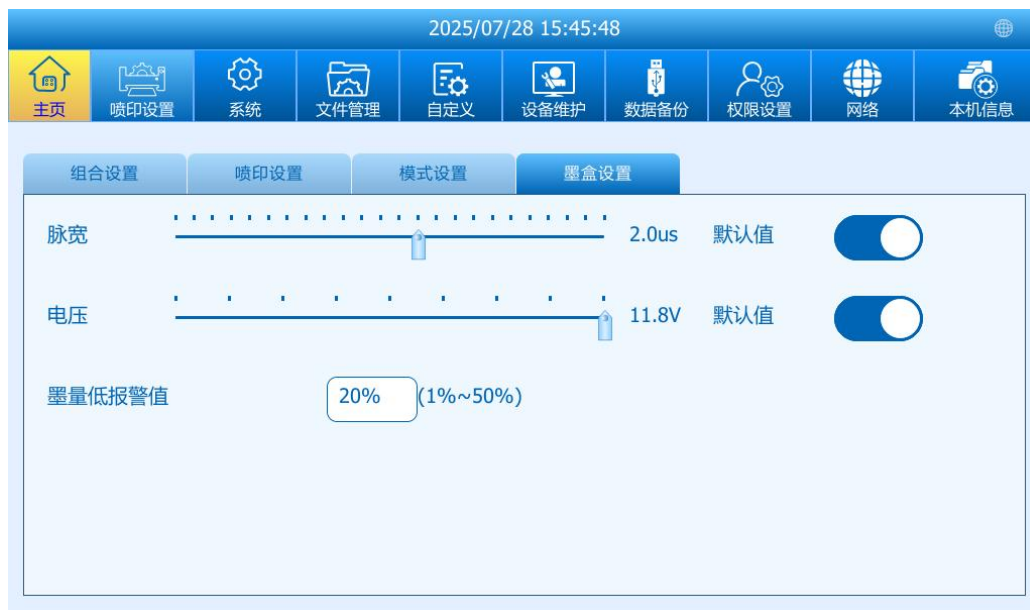 2025/07/28 15:45:48
主页 喷印设置 系统 文件管理 自定义 设备维护 数据备份 权限设置 网络 本机信息
组合设置 喷印设置 模式设置 墨盒设置
脉宽 2.0us 默认值
电压 11.8V 默认值
墨量低报警值 20% (1%~50%)